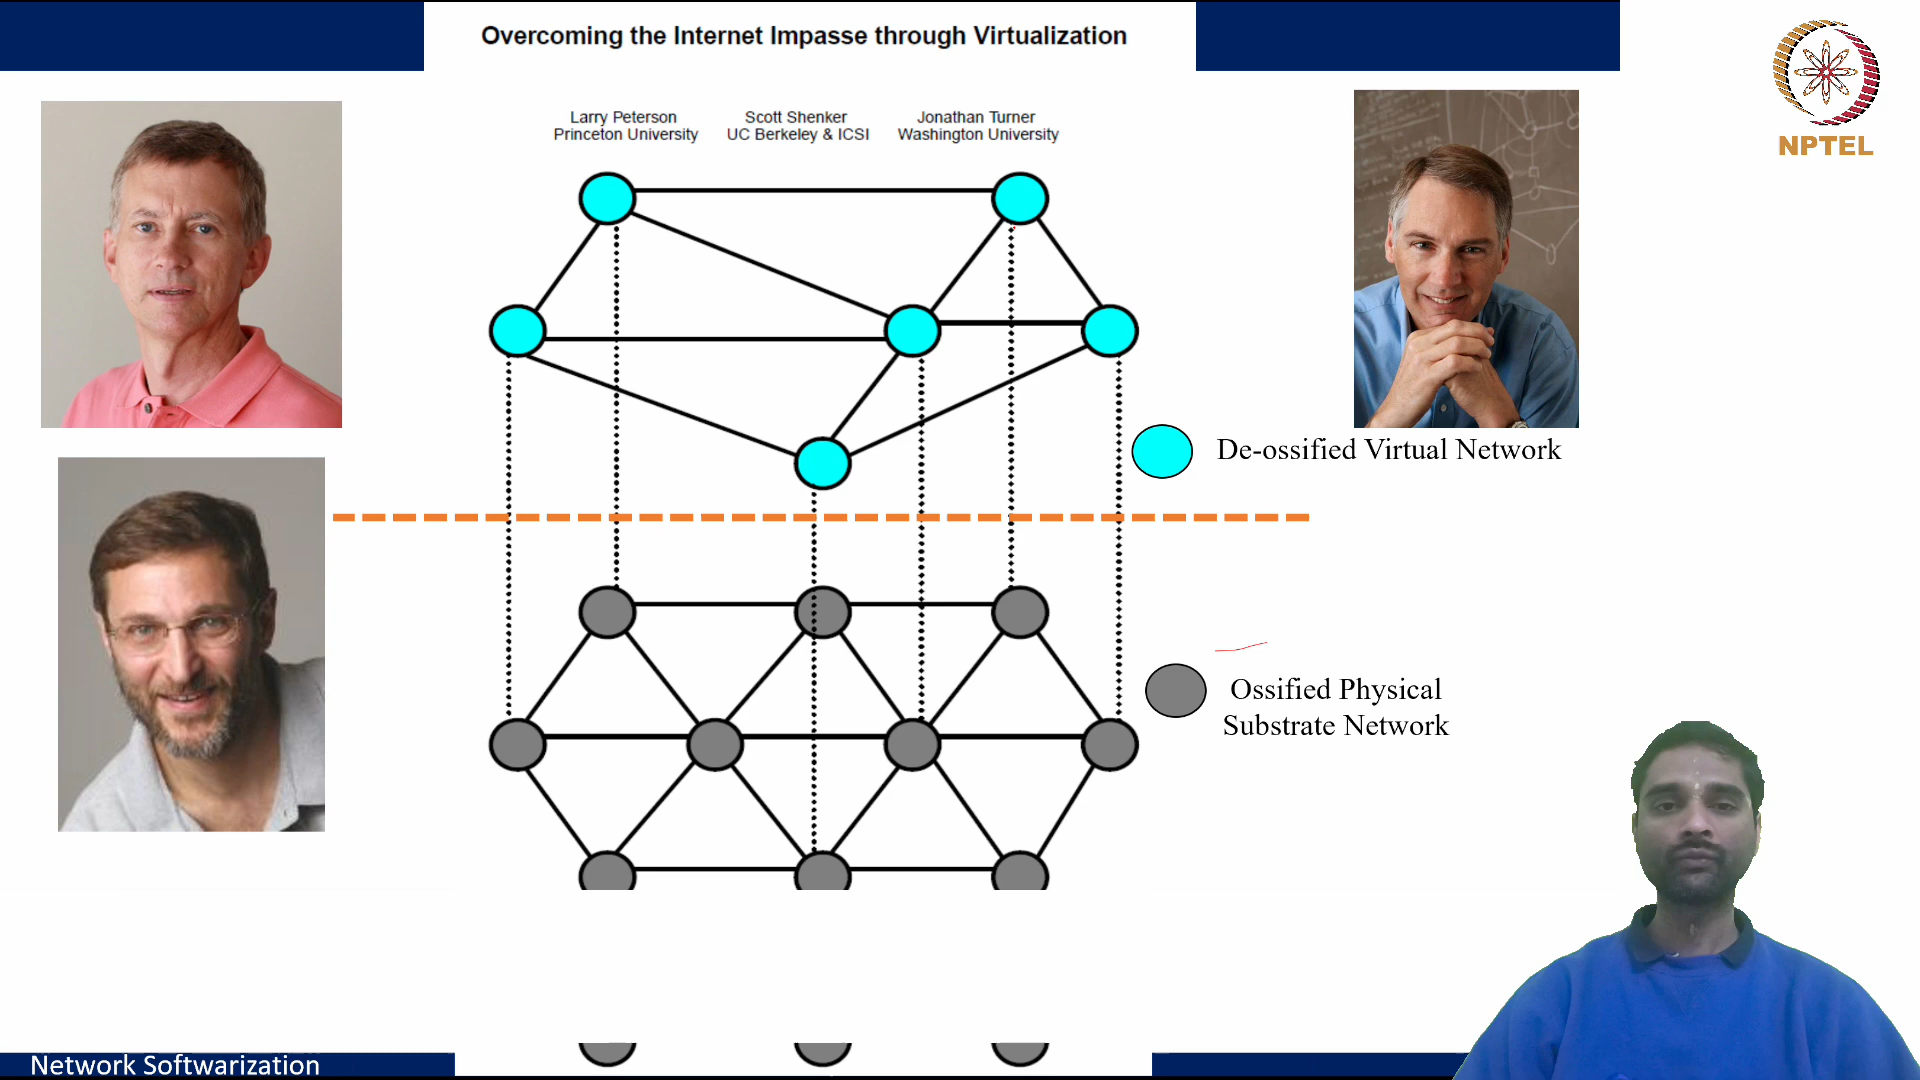 Overcoming the Internet Impasse through Virtualization
NPTEL
Larry Peterson
Princeton University
Scott Shenker
UC Berkeley & ICSI
Jonathan Turner
Washington University
De-ossified Virtual Network
Ossified Physical
Substrate Network
Network Softwarization